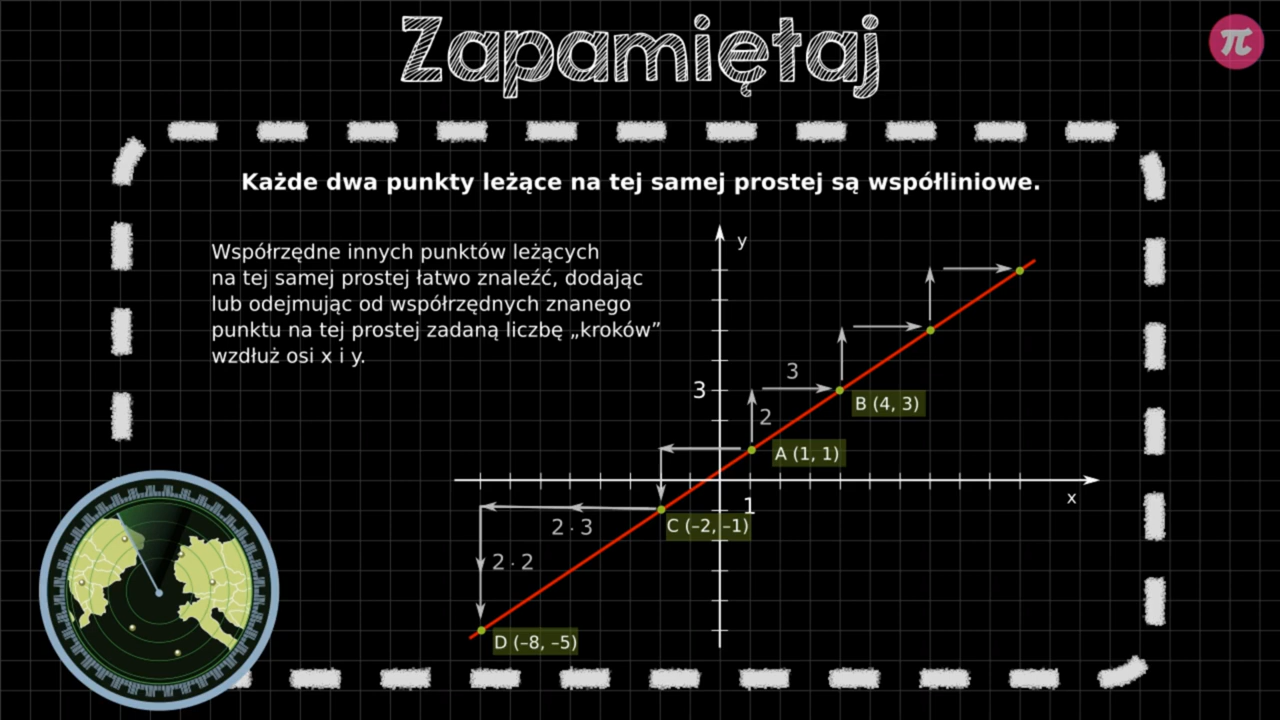 Zapamiętaj
π
Każde dwa punkty leżące na tej samej prostej są współliniowe.
Współrzędne innych punktów leżących
na tej samej prostej łatwo znaleźć, dodając
lub odejmując od współrzędnych znanego
punktu na tej prostej zadaną liczbę „kroków”
wzdłuż osi x i y.
y
3
3
2
B (4, 3)
A (1, 1)
x
1
C (–2, –1)
2 · 3
2 · 2
D (–8, –5)